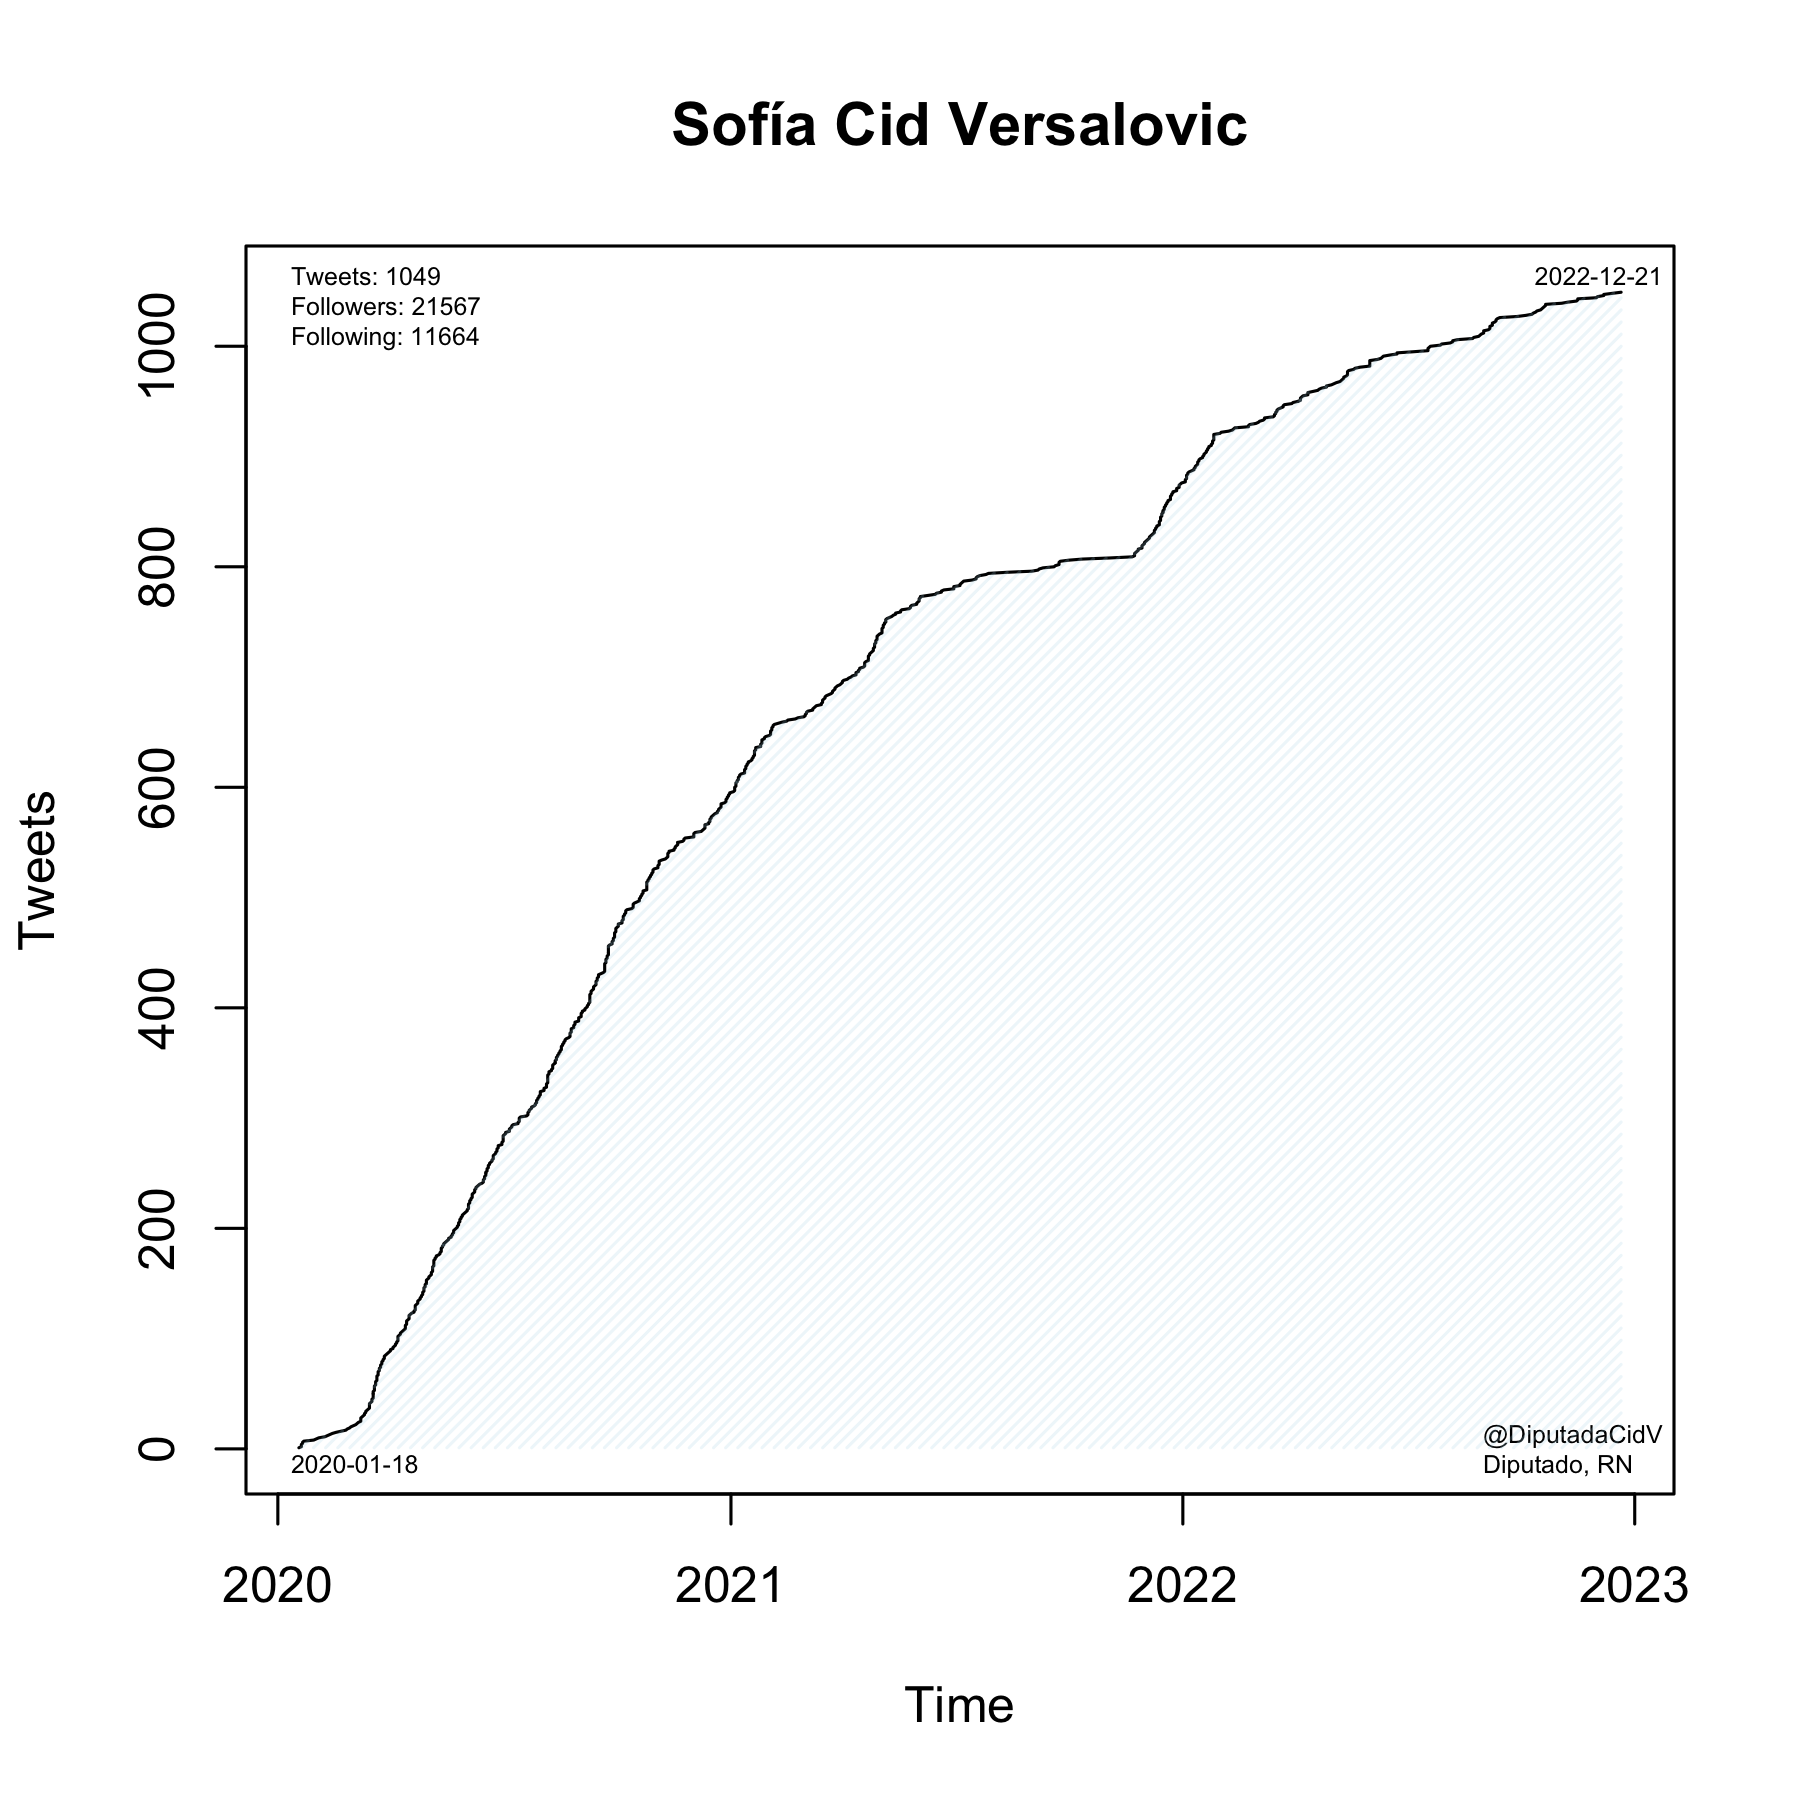 Sofía Cid Versalovic
Tweets: 1049
Followers: 21567
Following: 11664
2022-12-21
1000
800
600
400
200
0
Tweets
2020-01-18
@DiputadaCidV
Diputado, RN
2020
2021
2022
2023
Time